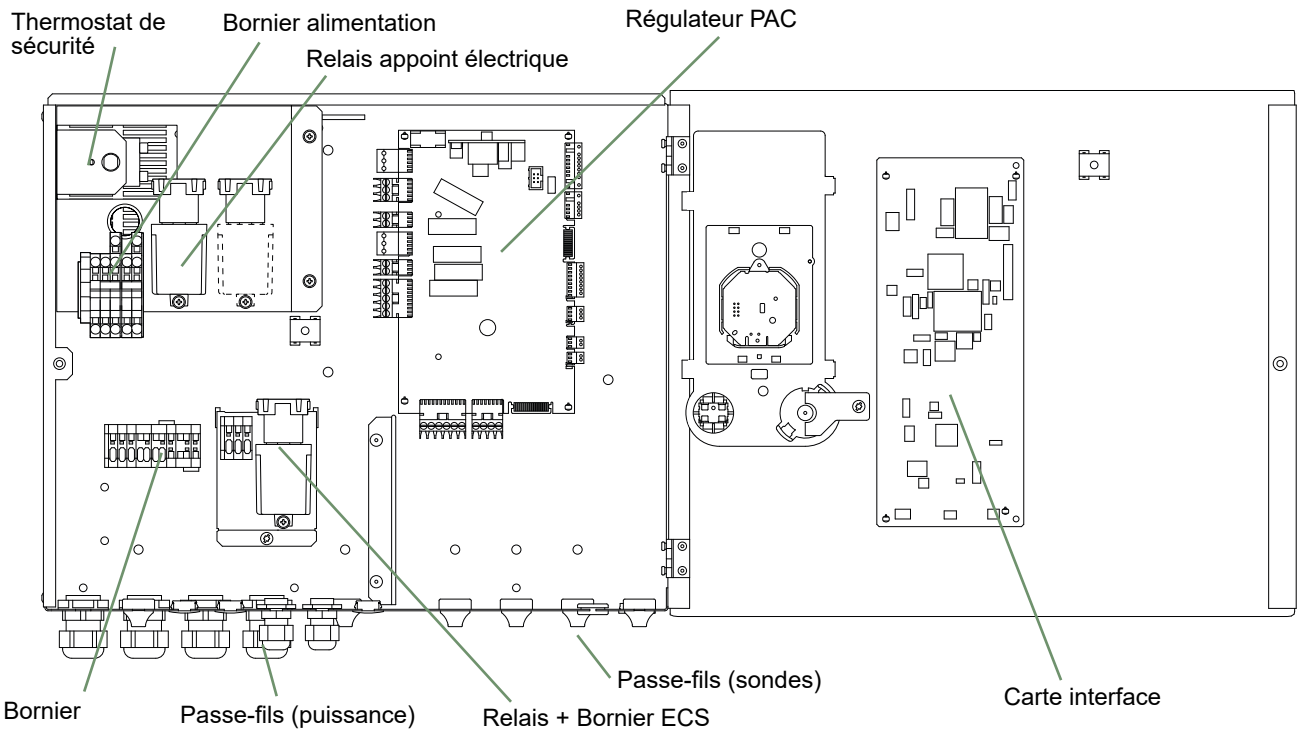 Thermostat de
sécurité
Bornier alimentation
Relais appoint électrique
Régulateur PAC
Bornier
Passe-fils (puissance)
Relais + Bornier ECS
Passe-fils (sondes)
Carte interface